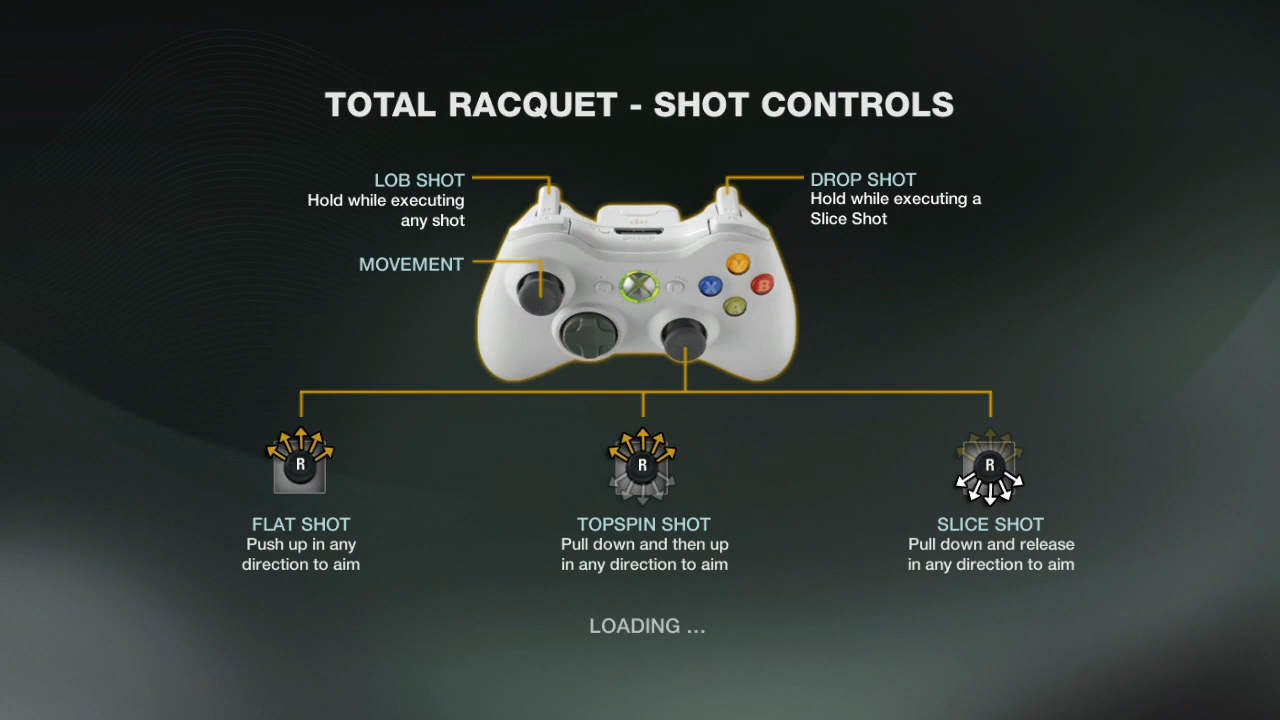 TOTAL RACQUET - SHOT CONTROLS
LOB SHOT
Hold while executing
any shot
DROP SHOT
Hold while executing a
Slice Shot
MOVEMENT
Y
X
B
A
R
R
R
FLAT SHOT
Push up in any
direction to aim
TOPSPIN SHOT
Pull down and then up
in any direction to aim
SLICE SHOT
Pull down and release
in any direction to aim
LOADING ...